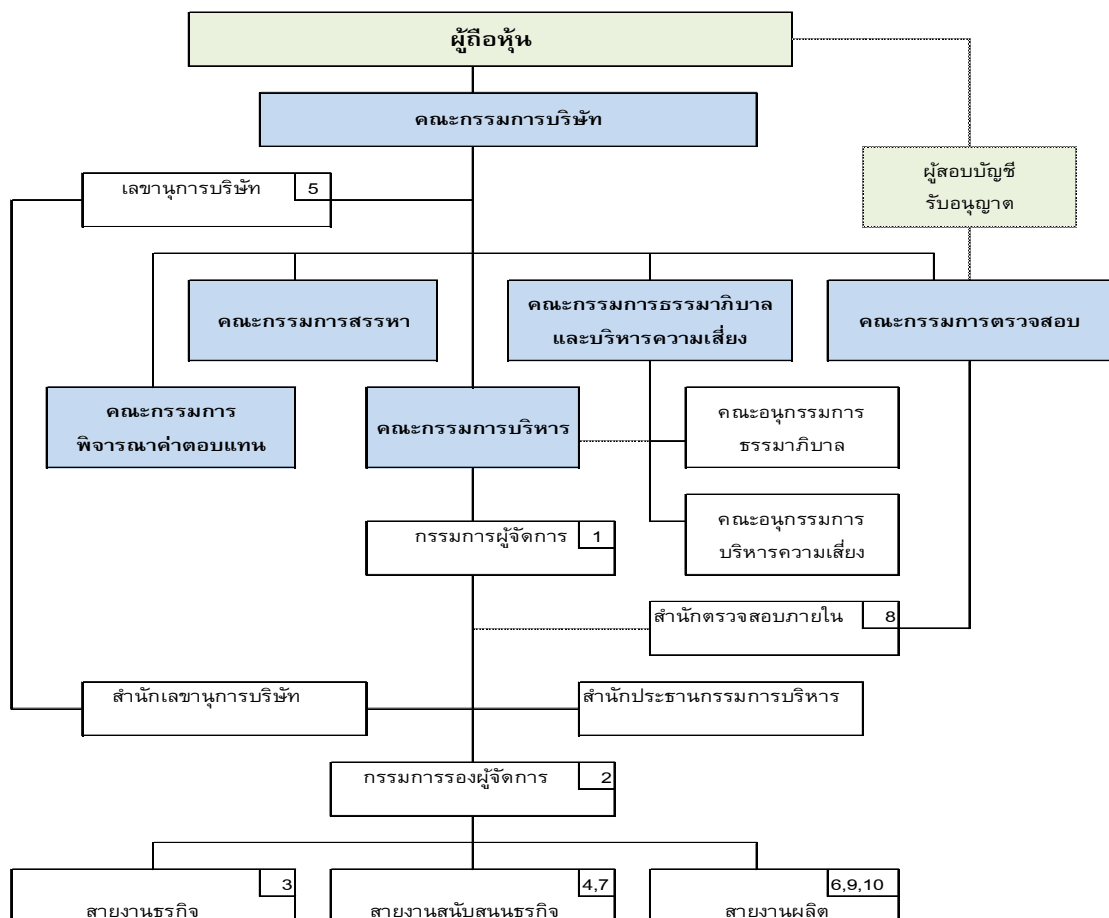 ผู้ถือหุ้น
คณะกรรมการบริษัท
ผู้สอบบัญชี
รับอนุญาต
เลขานุการบริษัท 5
คณะกรรมการสรรหา
คณะกรรมการธรรมาภิบาล
และบริหารความเสี่ยง
คณะกรรมการตรวจสอบ
คณะกรรมการ
พิจารณาค่าตอบแทน
คณะกรรมการบริหาร
คณะอนุกรรมการ
ธรรมาภิบาล
คณะอนุกรรมการ
บริหารความเสี่ยง
กรรมการผู้จัดการ 1
สำนักตรวจสอบภายใน 8
สำนักเลขานุการบริษัท
สำนักประธานกรรมการบริหาร
กรรมการรองผู้จัดการ 2
3
สายงานธุรกิจ
4,7
สายงานสนับสนุนธุรกิจ
6,9,10
สายงานผลิต